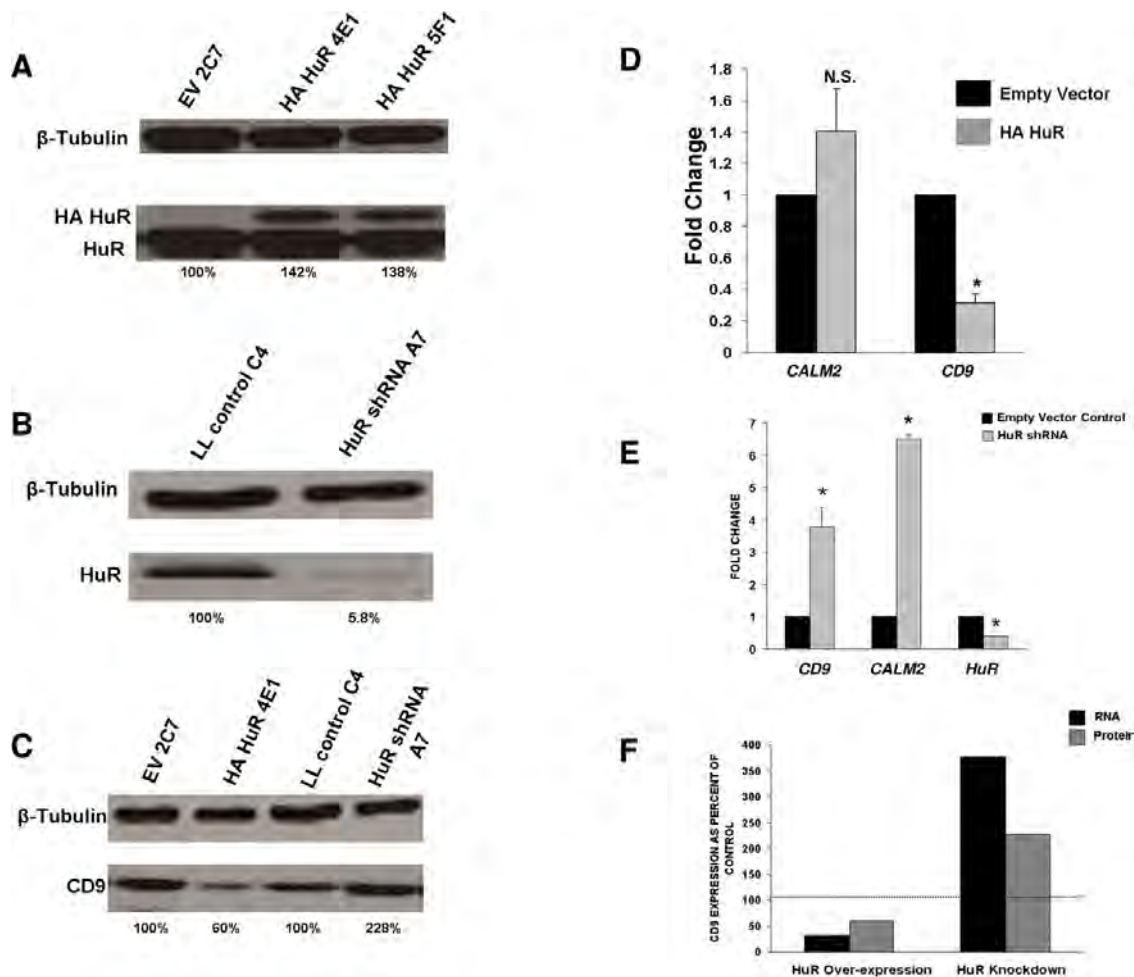 A
EV 2C7
HA HuR 4E1
HA HuR 5F1
β-Tubulin
HA HuR
HuR
100%
142%
138%
B
LL control C4
HuR shRNA A7
β-Tubulin
HuR
100%
5.8%
C
EV 2C7
HA HuR 4E1
LL control C4
HuR shRNA
A7
β-Tubulin
CD9
100%
60%
100%
228%
D
Fold Change
1.8
1.6
1.4
1.2
1
0.8
0.6
0.4
0.2
0
N.S.
*
CALM2
CD9
Empty Vector
HA HuR
E
FOLD CHANGE
7
6
5
4
3
2
1
0
*
*
*
CD9
CALM2
HuR
Empty Vector Control
HuR shRNA
F
CD9 EXPRESSION AS PERCENT OF
CONTROL
400
350
300
250
200
150
100
50
0
HuR Over-expression
HuR Knockdown
RNA
Protein